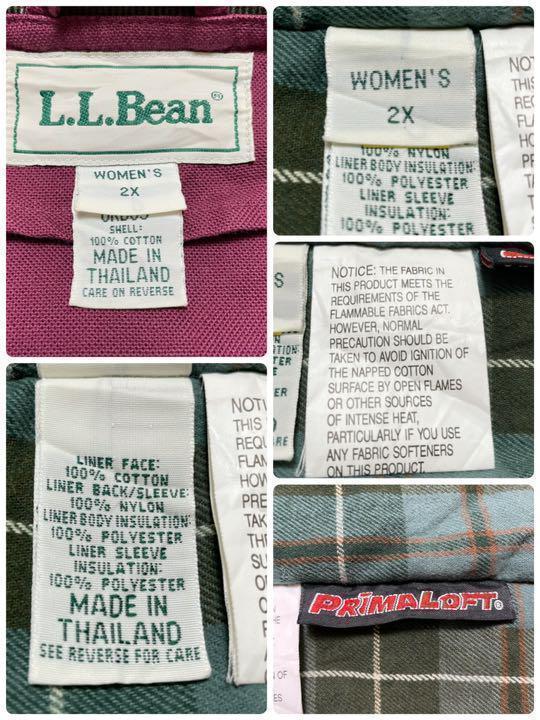 L.L.Bean®
WOMEN'S
2X
SHELL:
100% COTTON
MADE IN
THAILAND
CARE ON REVERSE
WOMEN'S
2X
100% NYLON
LINER BODY INSULATION:
100% POLYESTER
LINER SLEEVE
INSULATION:
100% POLYESTER
NOTICE: THE FABRIC IN
THIS PRODUCT MEETS THE
REQUIREMENTS OF THE
FLAMMABLE FABRICS ACT.
HOWEVER, NORMAL
PRECAUTION SHOULD BE
TAKEN TO AVOID IGNITION OF
THE NAPPED COTTON
SURFACE BY OPEN FLAMES
OR OTHER SOURCES
OF INTENSE HEAT,
PARTICULARLY IF YOU USE
ANY FABRIC SOFTENERS
ON THIS PRODUCT.
LINER FACE:
100% COTTON
LINER BACK/SLEEVE:
100% NYLON
LINER BODY INSULATION:
100% POLYESTER
LINER SLEEVE
INSULATION:
100% POLYESTER
MADE IN
THAILAND
SEE REVERSE FOR CARE
PRIMALOFT®